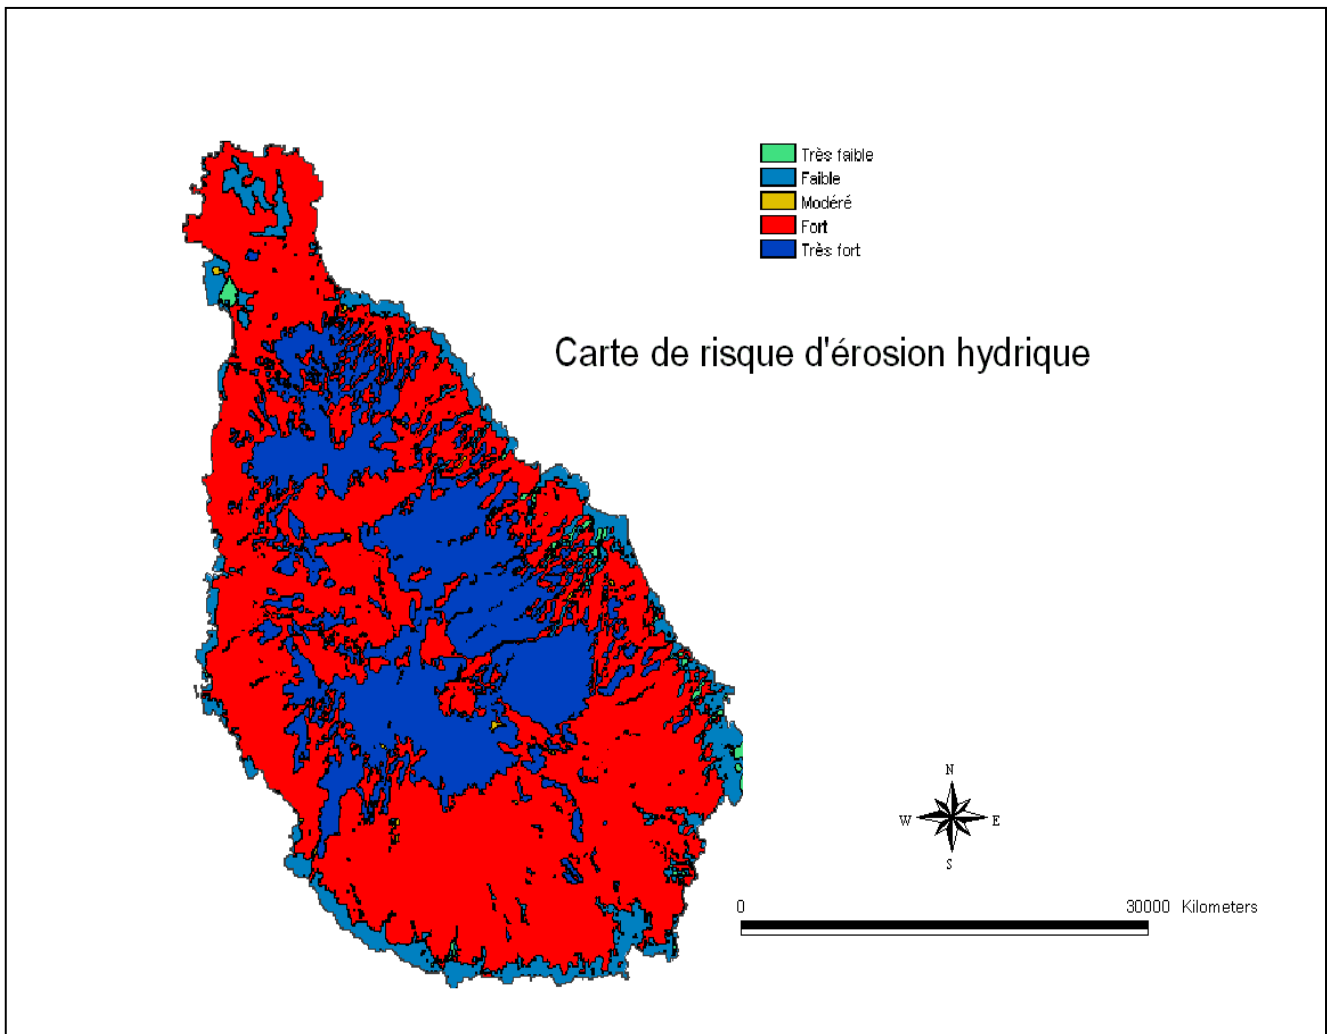 Très faible
Faible
Modéré
Fort
Très fort
Carte de risque d'érosion hydrique
N
W E
S
0 30000 Kilometers